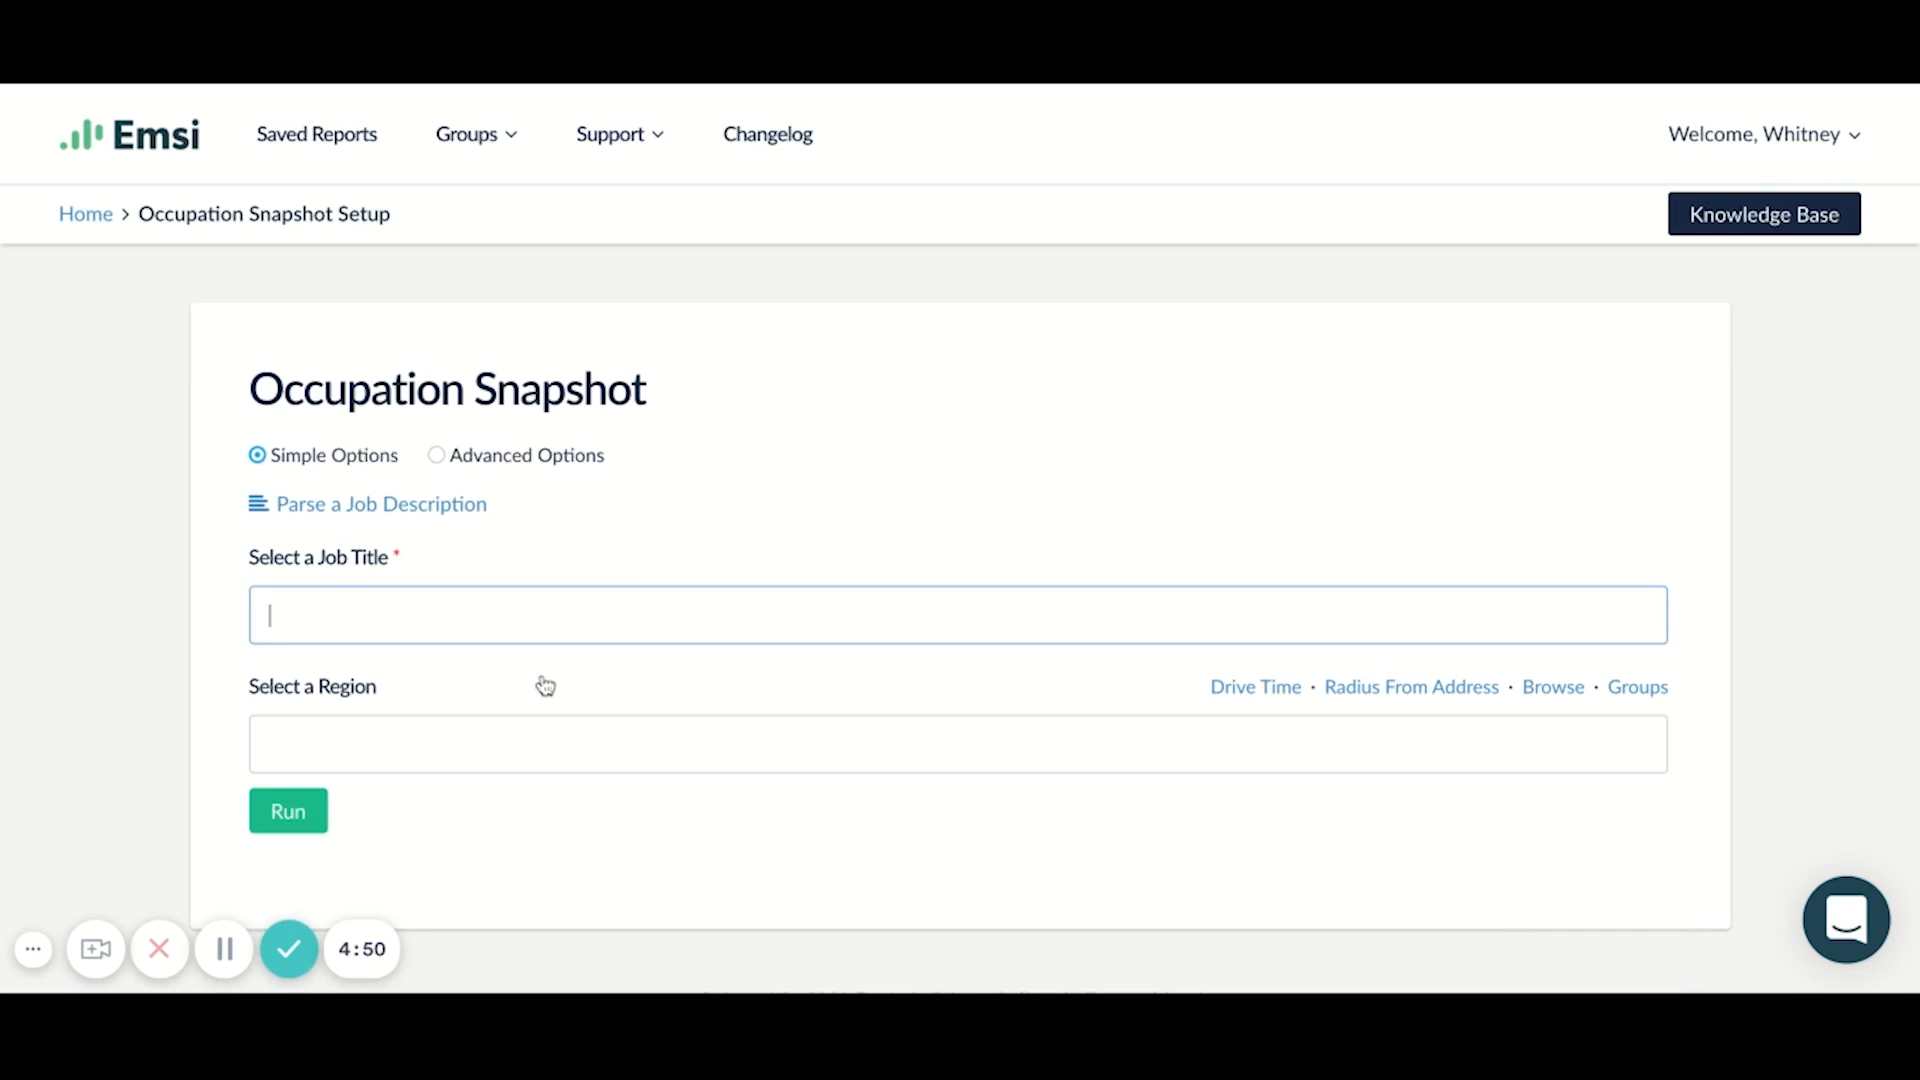 Emsi
Saved Reports
Groups
Support
Changelog
Welcome, Whitney
Home > Occupation Snapshot Setup
Knowledge Base
Occupation Snapshot
Simple Options
Advanced Options
Parse a Job Description
Select a Job Title *
Select a Region
Drive Time · Radius From Address · Browse · Groups
Run
4:50